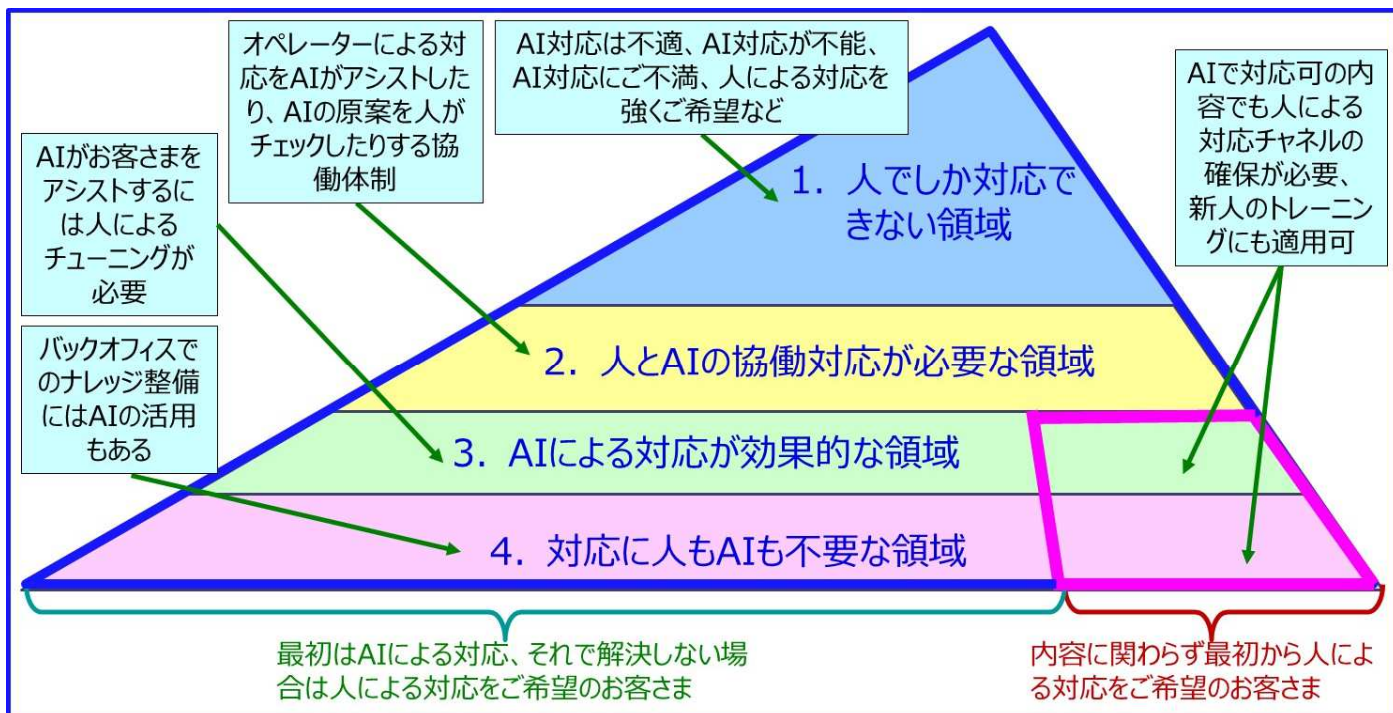 オペレーターによる対
応をAIがアシストした
り、AIの原案を人が
チェックしたりする協
働体制
AI対応は不適、AI対応が不能、
AI対応にご不満、人による対応を
強くご希望など
AIで対応可の内
容でも人による
対応チャネルの
確保が必要、
新人のトレーニン
グにも適用可
AIがお客さまを
アシストするに
は人による
チューニングが
必要
バックオフィスで
のナレッジ整備
にはAIの活用
もある
1. 人でしか対応で
きない領域
2. 人とAIの協働対応が必要な領域
3. AIによる対応が効果的な領域
4. 対応に人もAIも不要な領域
最初はAIによる対応、それで解決しない場
合は人による対応をご希望のお客さま
内容に関わらず最初から人によ
る対応をご希望のお客さま